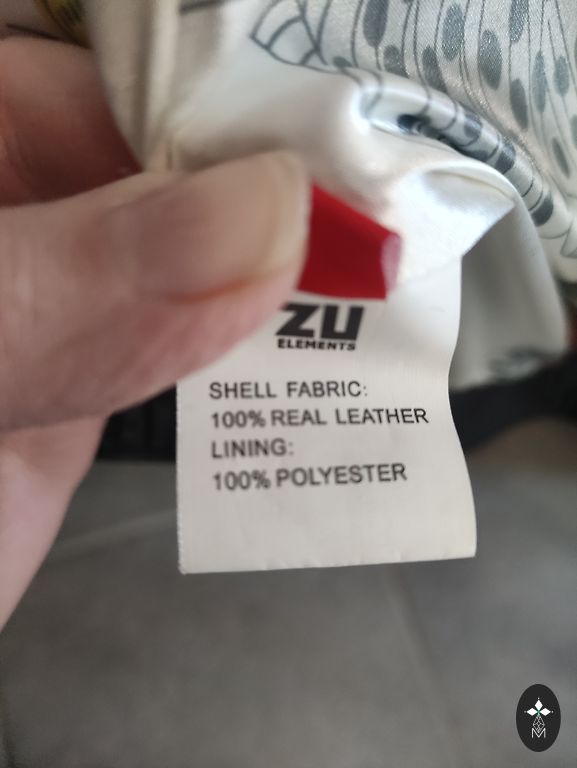 ZU
ELEMENTS
SHELL FABRIC:
100% REAL LEATHER
LINING:
100% POLYESTER
M